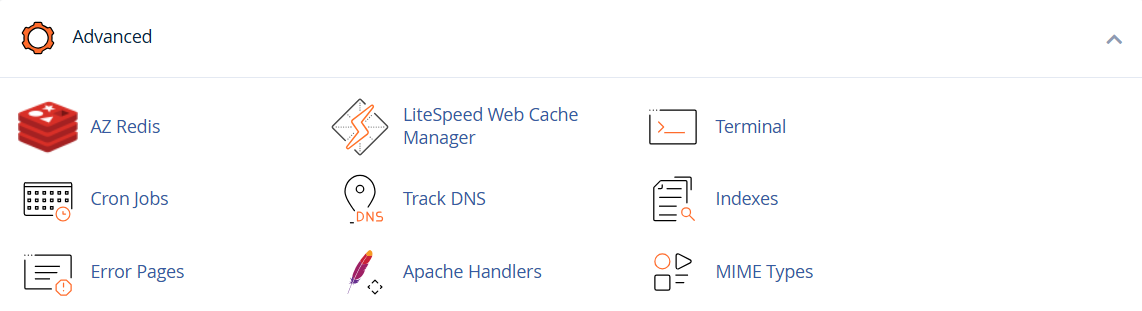 Advanced
AZ Redis
LiteSpeed Web Cache
Manager
Terminal
Cron Jobs
Track DNS
DNS
Indexes
Error Pages
Apache Handlers
MIME Types